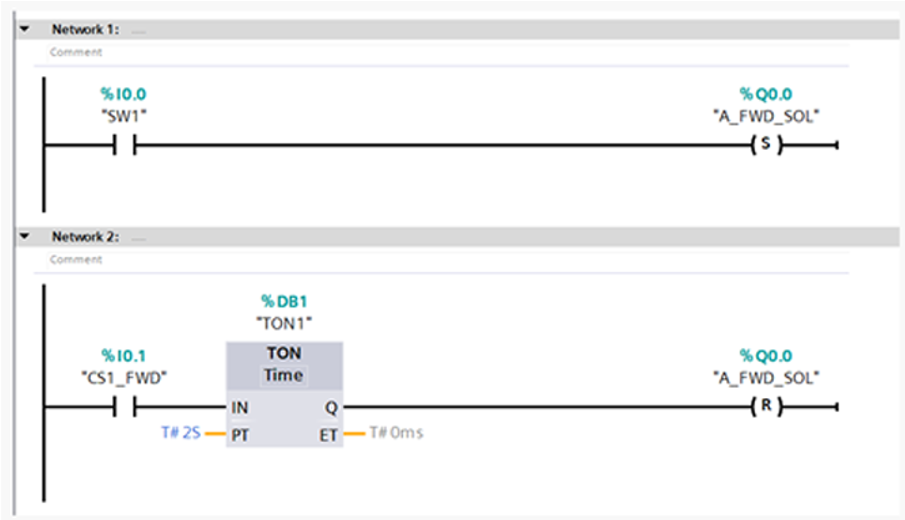 Network 1: ......
Comment
%I0.0
"SW1"
%Q0.0
"A_FWD_SOL"
S
Network 2: ......
Comment
%DB1
"TON1"
TON
Time
%I0.1
"CS1_FWD"
%Q0.0
"A_FWD_SOL"
IN
Q
R
T#2S
PT
ET
T#0ms